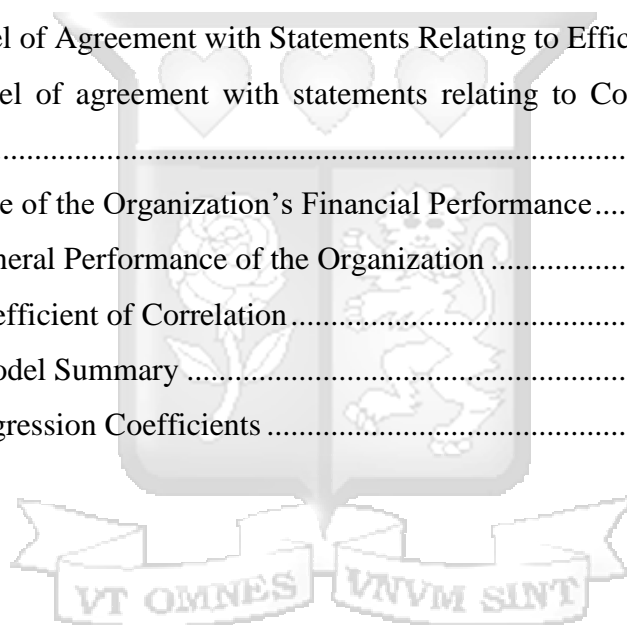 el of Agreement with Statements Relating to Effic
el of agreement with statements relating to Co
................................................................................
e of the Organization's Financial Performance....
neral Performance of the Organization .................
efficient of Correlation...........................................
odel Summary ........................................................
gression Coefficients ..............................................
VT OMNES VNVM SINT